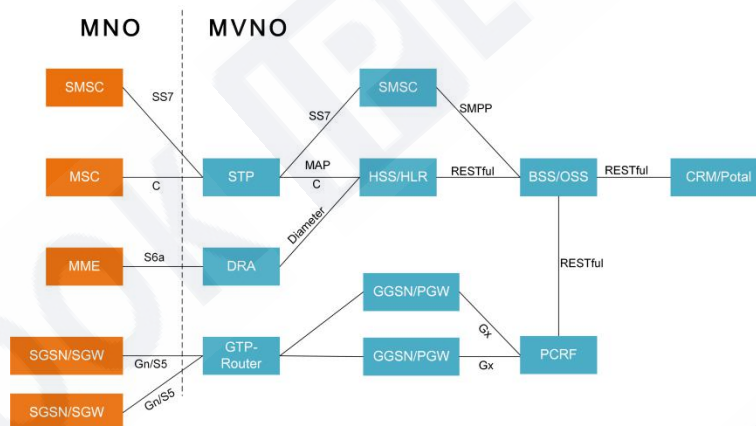 MNO
MVNO
SMSC
SMSC
SS7
SS7
SMPP
MSC
C
STP
MAP
C
HSS/HLR
RESTful
BSS/OSS
RESTful
CRM/Potal
Diameter
MME
S6a
DRA
RESTful
GGSN/PGW
Gx
SGSN/SGW
Gn/S5
GTP-
Router
GGSN/PGW
Gx
PCRF
Gn/S5
SGSN/SGW